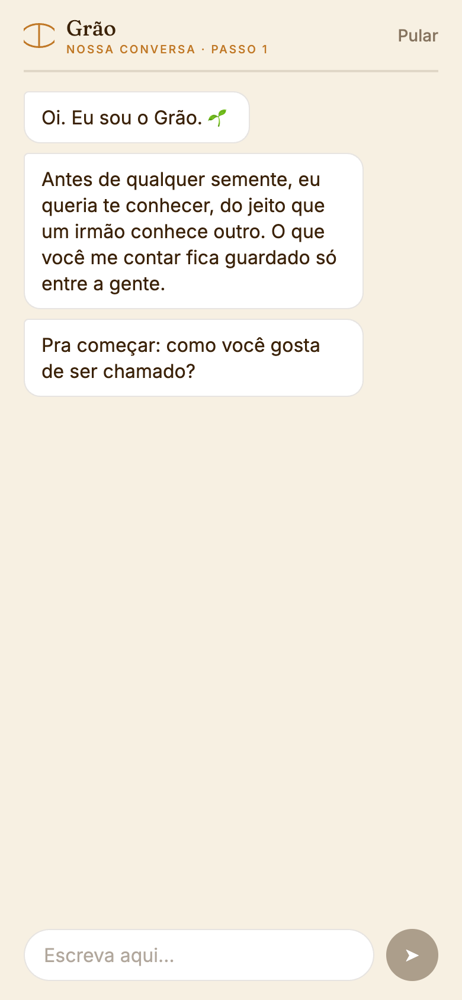 Grão
NOSSA CONVERSA · PASSO 1
Pular
Oi. Eu sou o Grão. 🌱
Antes de qualquer semente, eu
queria te conhecer, do jeito que
um irmão conhece outro. O que
você me contar fica guardado só
entre a gente.
Pra começar: como você gosta
de ser chamado?
Escreva aqui...